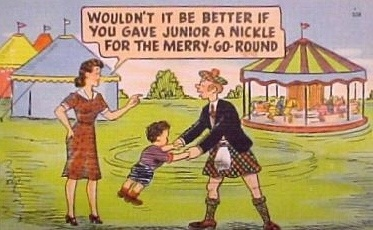 WOULDN'T IT BE BETTER IF
YOU GAVE JUNIOR A NICKLE
FOR THE MERRY-GO-ROUND